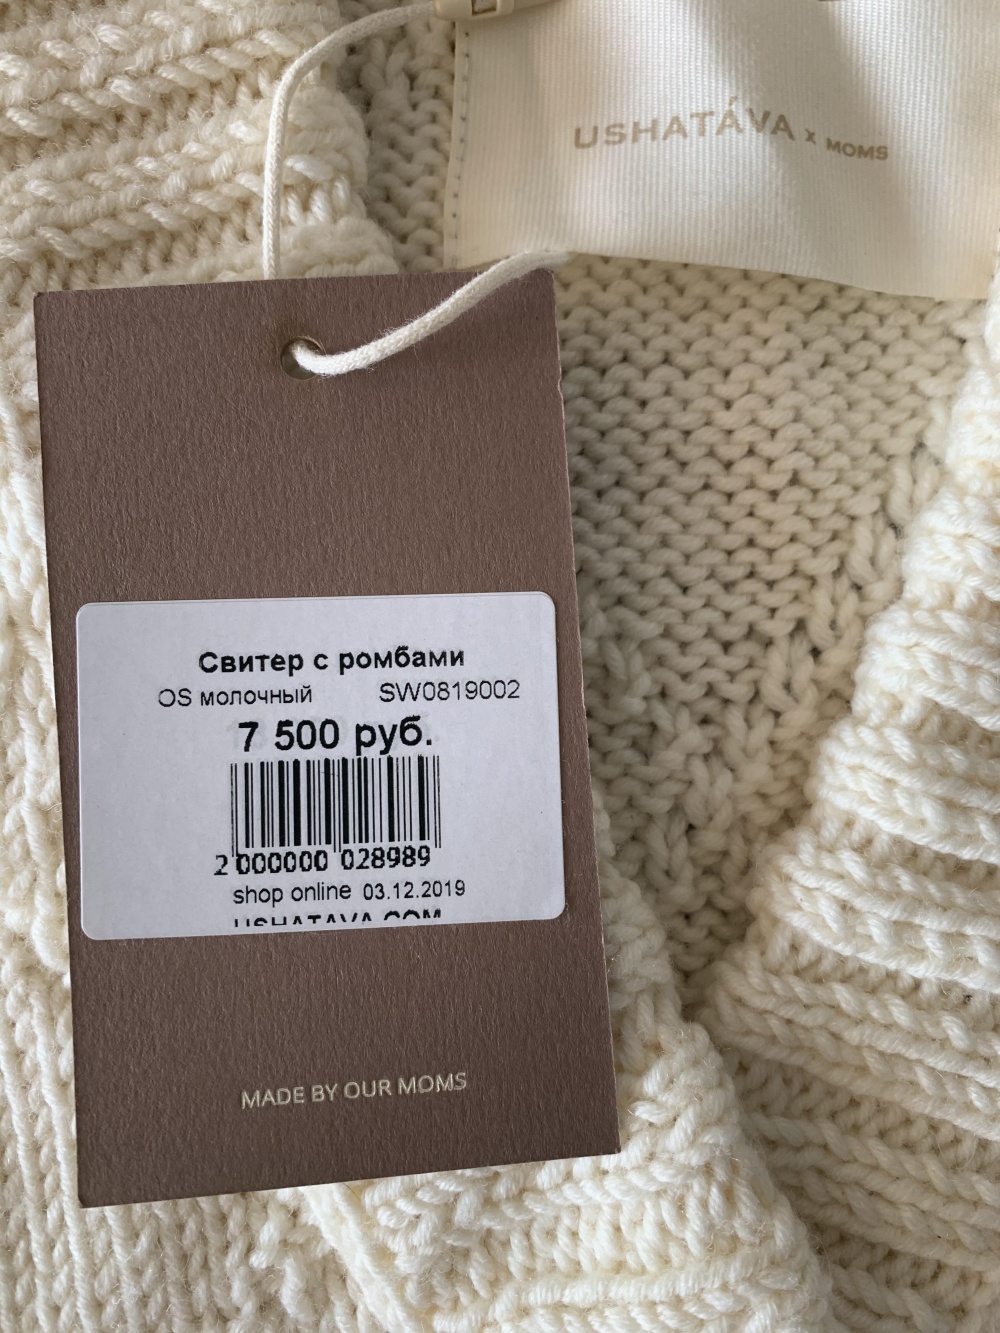 USHATÁVA x MOMS
Свитер с ромбами
OS молочный SW0819002
7 500 руб.
2 000000 028989
shop online 03.12.2019
USHATAVA.COM
MADE BY OUR MOMS